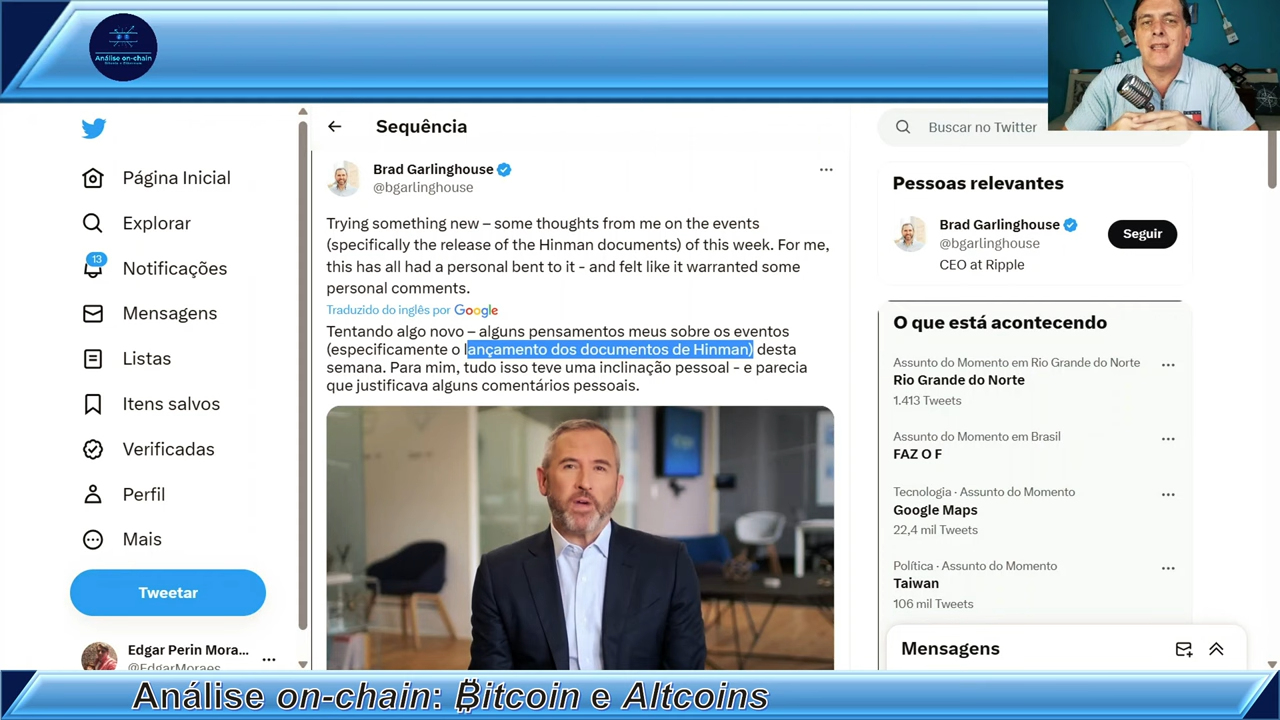 Análise on-chain
Sequência
Buscar no Twitter
Página Inicial
Explorar
13
Notificações
Mensagens
Listas
Itens salvos
Verificadas
Perfil
Mais
Tweetar
Edgar Perin Mora...
@EdgarMoraes
Brad Garlinghouse
@bgarlinghouse
Trying something new – some thoughts from me on the events
(specifically the release of the Hinman documents) of this week. For me,
this has all had a personal bent to it - and felt like it warranted some
personal comments.
Traduzido do inglês por Google
Tentando algo novo – alguns pensamentos meus sobre os eventos
(especificamente o lançamento dos documentos de Hinman) desta
semana. Para mim, tudo isso teve uma inclinação pessoal - e parecia
que justificava alguns comentários pessoais.
Pessoas relevantes
Brad Garlinghouse
@bgarlinghouse
Seguir
CEO at Ripple
O que está acontecendo
Assunto do Momento em Rio Grande do Norte
Rio Grande do Norte
1.413 Tweets
Assunto do Momento em Brasil
FAZ O F
Tecnologia · Assunto do Momento
Google Maps
22,4 mil Tweets
Política · Assunto do Momento
Taiwan
106 mil Tweets
Mensagens
Análise on-chain: ₿itcoin e Altcoins